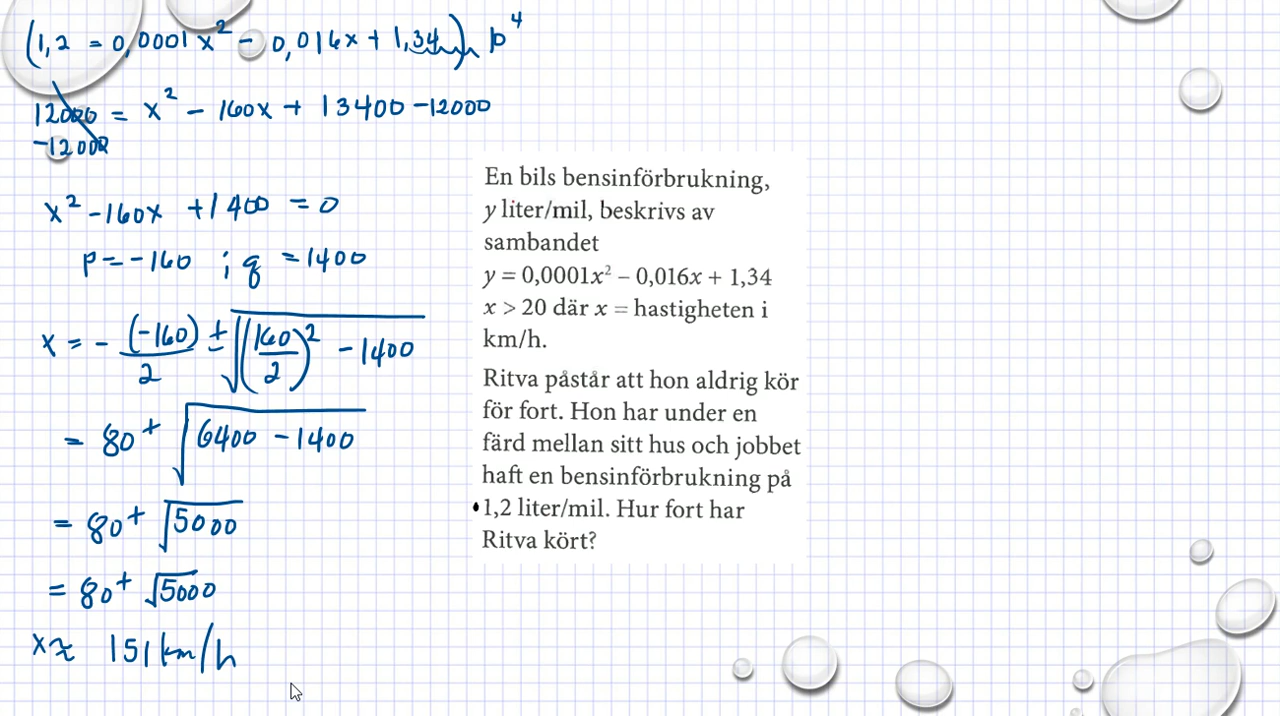 (1,2 = 0,0001x² - 0,016x + 1,34) 10⁴
12000 = x² - 160x + 13400 -12000
-12000
x² - 160x + 1400 = 0
p = -160 ; q = 1400
x = - (-160)/2 ± √((160/2)² - 1400)
= 80 + √(6400 - 1400)
= 80 + √5000
= 80 + √5000
x ≈ 151 km/h
En bils bensinförbrukning,
y liter/mil, beskrivs av
sambandet
y = 0,0001x² – 0,016x + 1,34
x > 20 där x = hastigheten i
km/h.
Ritva påstår att hon aldrig kör
för fort. Hon har under en
färd mellan sitt hus och jobbet
haft en bensinförbrukning på
1,2 liter/mil. Hur fort har
Ritva kört?